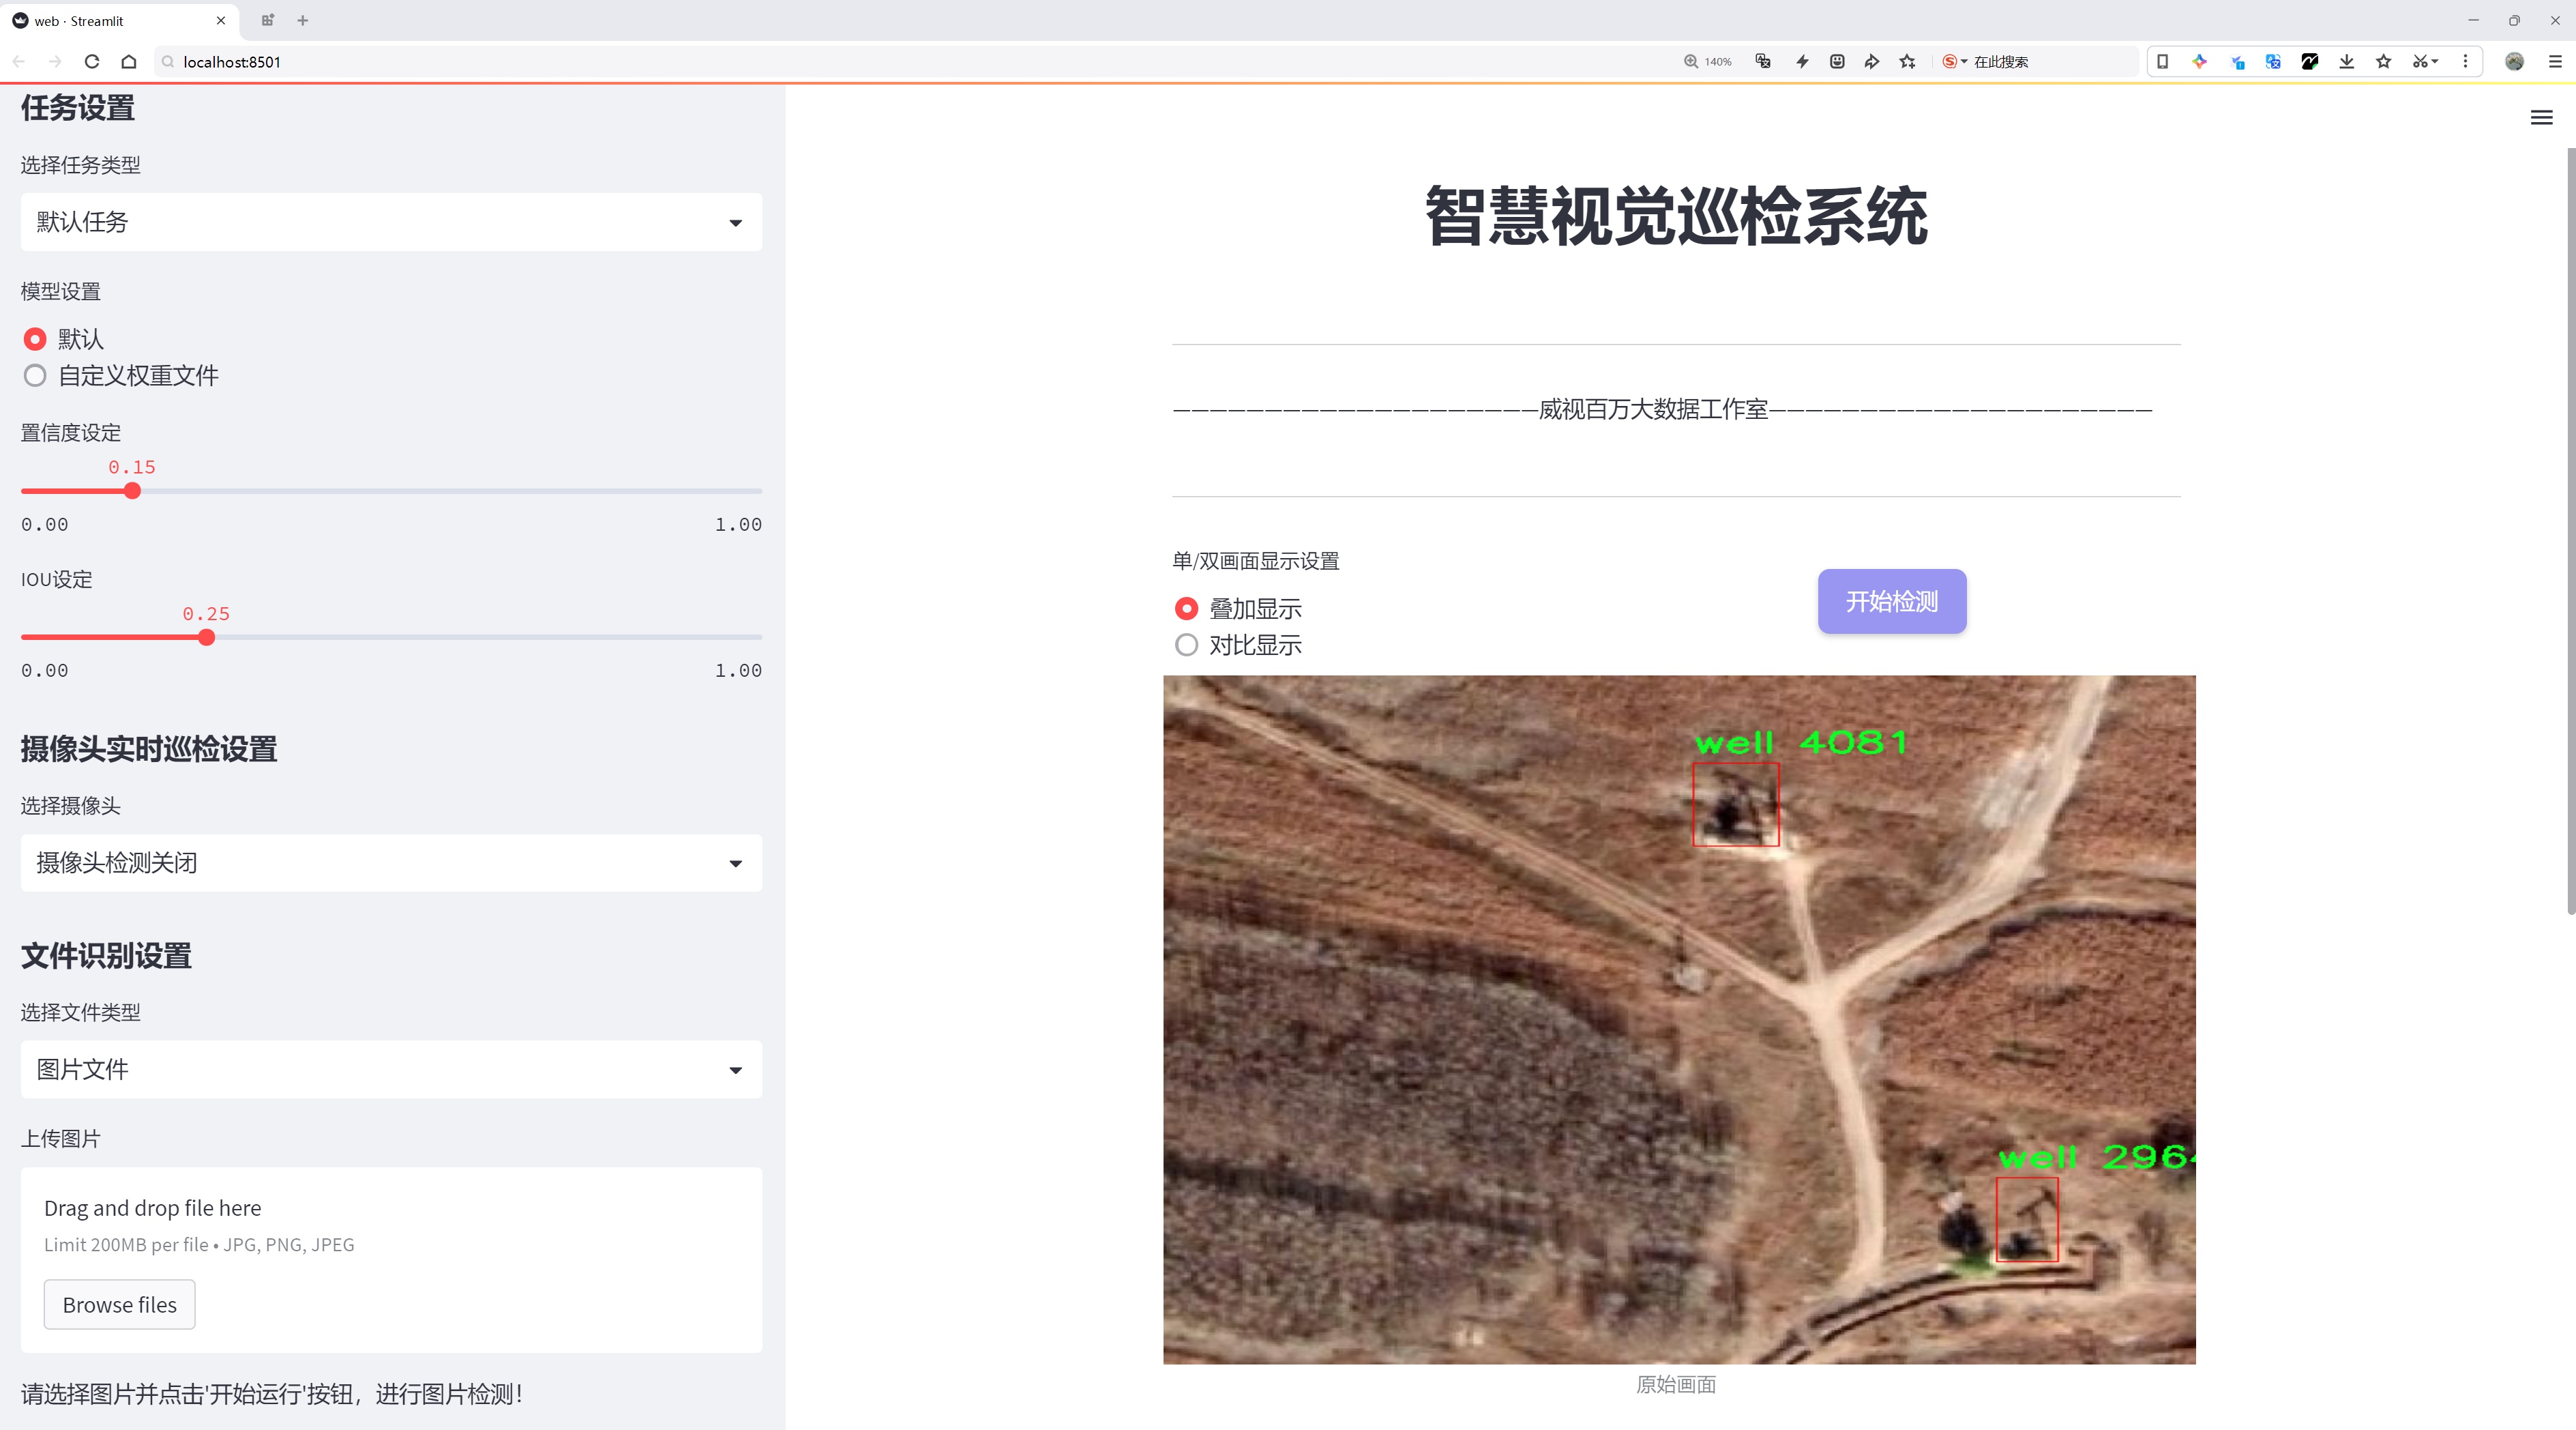 web · Streamlit
localhost:8501
140%
在此搜索
任务设置
选择任务类型
默认任务
模型设置
默认
自定义权重文件
置信度设定
0.15
0.00 1.00
IOU设定
0.25
0.00 1.00
摄像头实时巡检设置
选择摄像头
摄像头检测关闭
文件识别设置
选择文件类型
图片文件
上传图片
Drag and drop file here
Limit 200MB per file • JPG, PNG, JPEG
Browse files
请选择图片并点击'开始运行'按钮，进行图片检测！
智慧视觉巡检系统
————————————————————威视百万大数据工作室—————————————————————
单/双画面显示设置
叠加显示
对比显示
开始检测
well 4081
well 296
原始画面